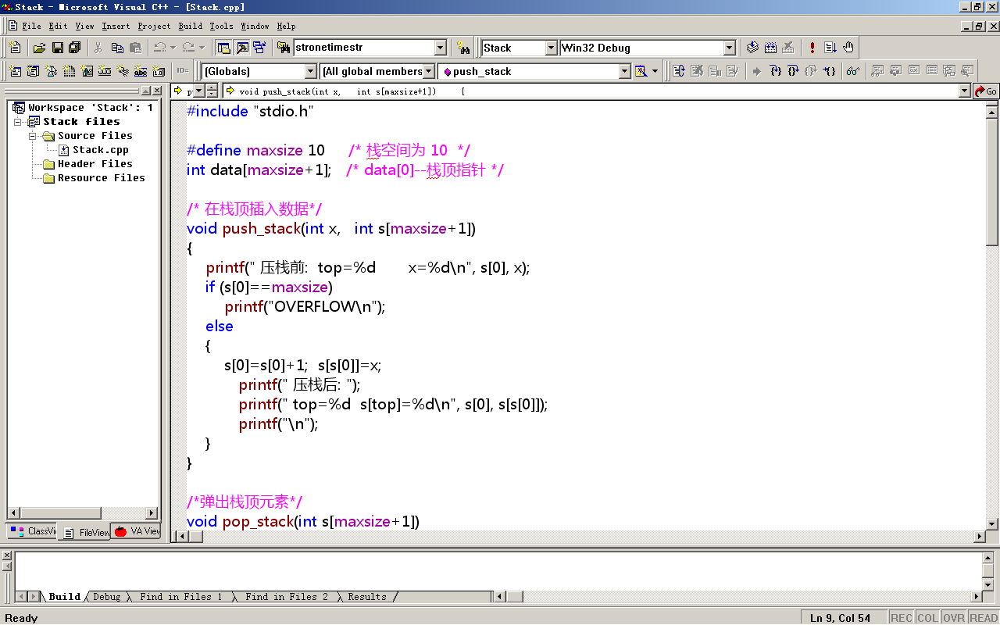 Stack - Microsoft Visual C++ - [Stack.cpp]
File Edit View Insert Project Build Tools Window Help
stronetimestr Stack Win32 Debug
(Globals) (All global members push_stack
p void push_stack(int x, int s[maxsize+1]) { Go
Workspace 'Stack': 1
Stack files
Source Files
Stack.cpp
Header Files
Resource Files
ClassVi FileView VA View
#include "stdio.h"
#define maxsize 10 /* 栈空间为 10 */
int data[maxsize+1]; /* data[0]--栈顶指针 */
/* 在栈顶插入数据*/
void push_stack(int x, int s[maxsize+1])
{
printf(" 压栈前: top=%d x=%d\n", s[0], x);
if (s[0]==maxsize)
printf("OVERFLOW\n");
else
{
s[0]=s[0]+1; s[s[0]]=x;
printf(" 压栈后: ");
printf(" top=%d s[top]=%d\n", s[0], s[s[0]]);
printf("\n");
}
}
/*弹出栈顶元素*/
void pop_stack(int s[maxsize+1])
Build Debug Find in Files 1 Find in Files 2 Results
Ready Ln 9, Col 54 REC COL OVR READ